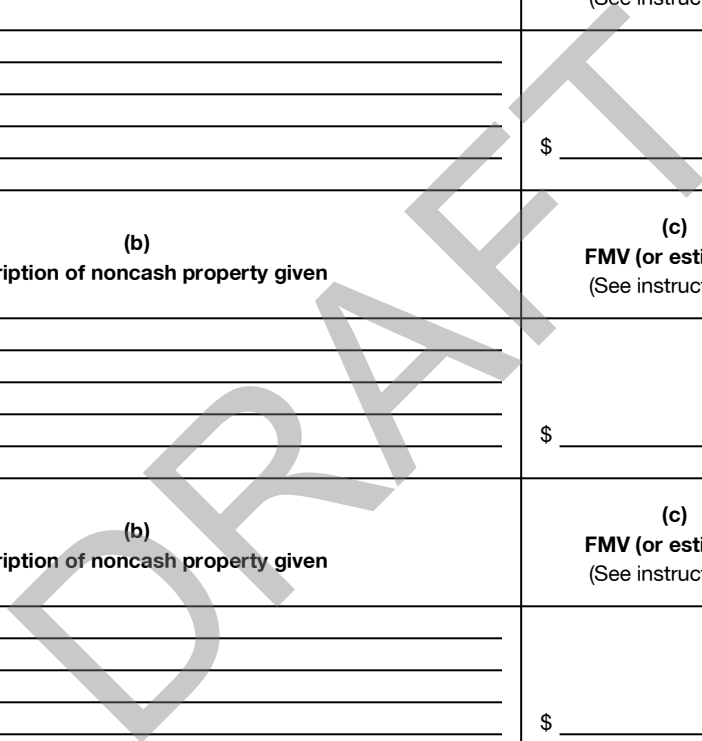 (See instruc
$
(b)
ription of noncash property given
(c)
FMV (or esti
(See instruct
$
(b)
ription of noncash property given
(c)
FMV (or esti
(See instruct
$
DRAFT